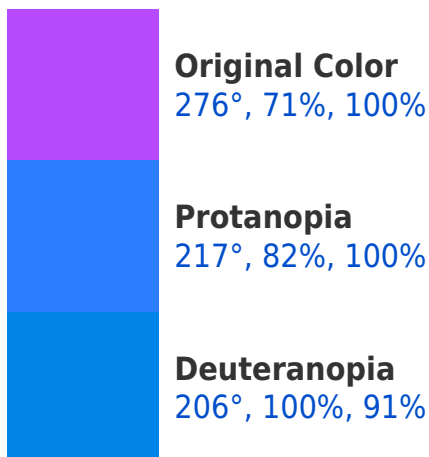 Original Color
276°, 71%, 100%
Protanopia
217°, 82%, 100%
Deuteranopia
206°, 100%, 91%